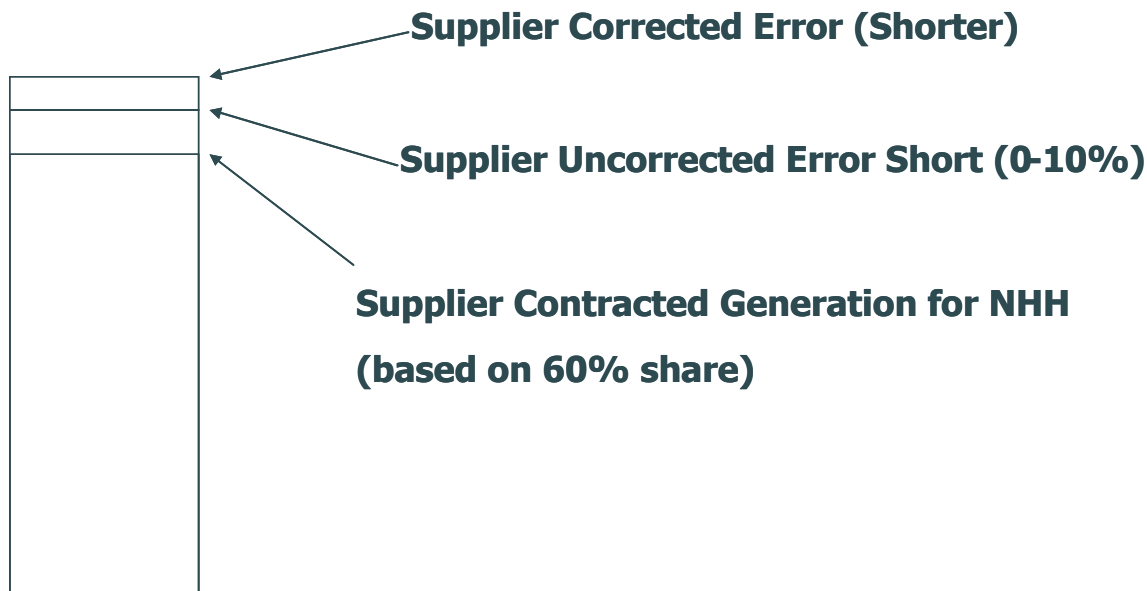 Supplier Corrected Error (Shorter)
Supplier Uncorrected Error Short (0-10%)
Supplier Contracted Generation for NHH
(based on 60% share)